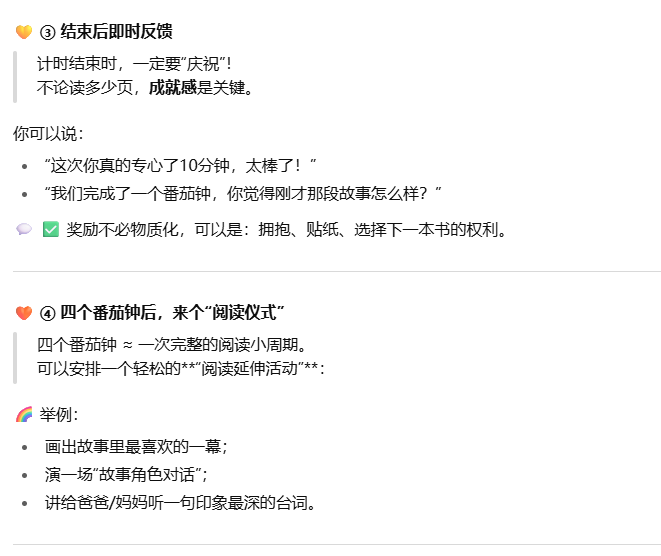 💛 ③ 结束后即时反馈
计时结束时，一定要“庆祝”！
不论读多少页，成就感是关键。
你可以说：
• “这次你真的专心了10分钟，太棒了！”
• “我们完成了一个番茄钟，你觉得刚才那段故事怎么样？”
💬 ✅ 奖励不必物质化，可以是：拥抱、贴纸、选择下一本书的权利。
❤️ ④ 四个番茄钟后，来个“阅读仪式”
四个番茄钟 ≈ 一次完整的阅读小周期。
可以安排一个轻松的**“阅读延伸活动”**：
🌈 举例：
• 画出故事里最喜欢的一幕；
• 演一场“故事角色对话”；
• 讲给爸爸/妈妈听一句印象最深的台词。